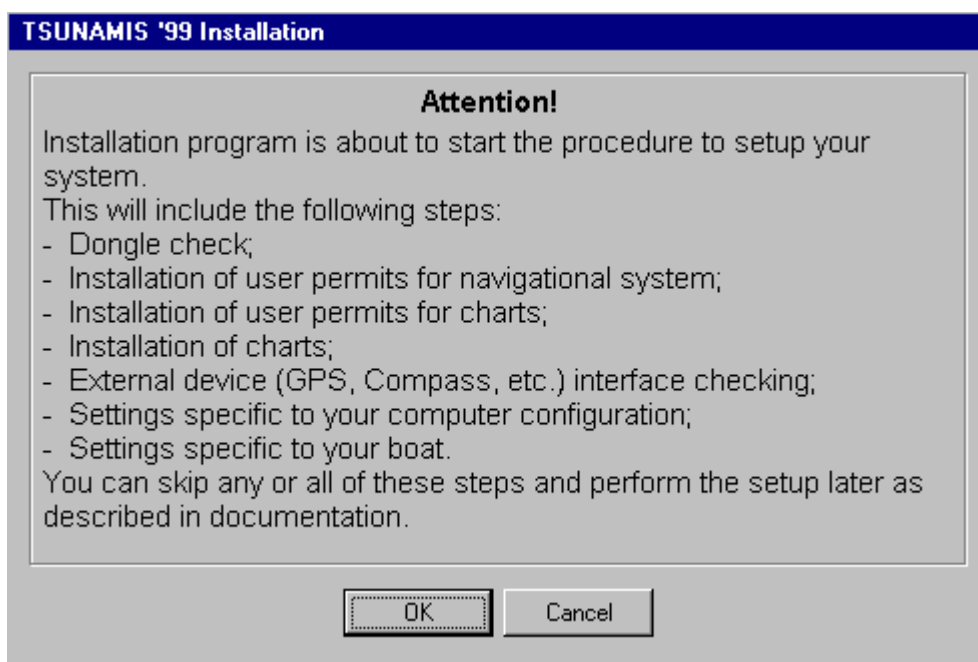 TSUNAMIS '99 Installation
Attention!
Installation program is about to start the procedure to setup your
system.
This will include the following steps:
- Dongle check;
- Installation of user permits for navigational system;
- Installation of user permits for charts;
- Installation of charts;
- External device (GPS, Compass, etc.) interface checking;
- Settings specific to your computer configuration;
- Settings specific to your boat.
You can skip any or all of these steps and perform the setup later as
described in documentation.
OK Cancel